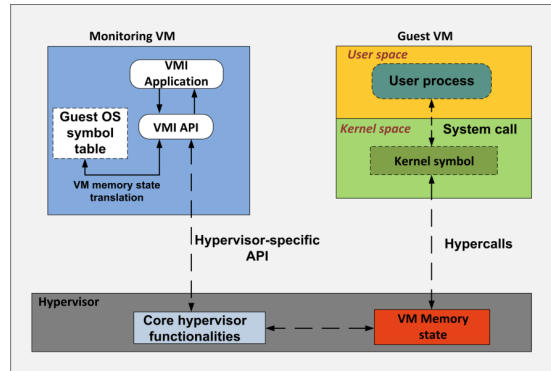 Monitoring VM
Guest VM
VMI
Application
Guest OS
symbol
table
VMI API
VM memory state
translation
User space
User process
Kernel space
System call
Kernel symbol
Hypervisor-specific
API
Hypercalls
Hypervisor
Core hypervisor
functionalities
VM Memory
state